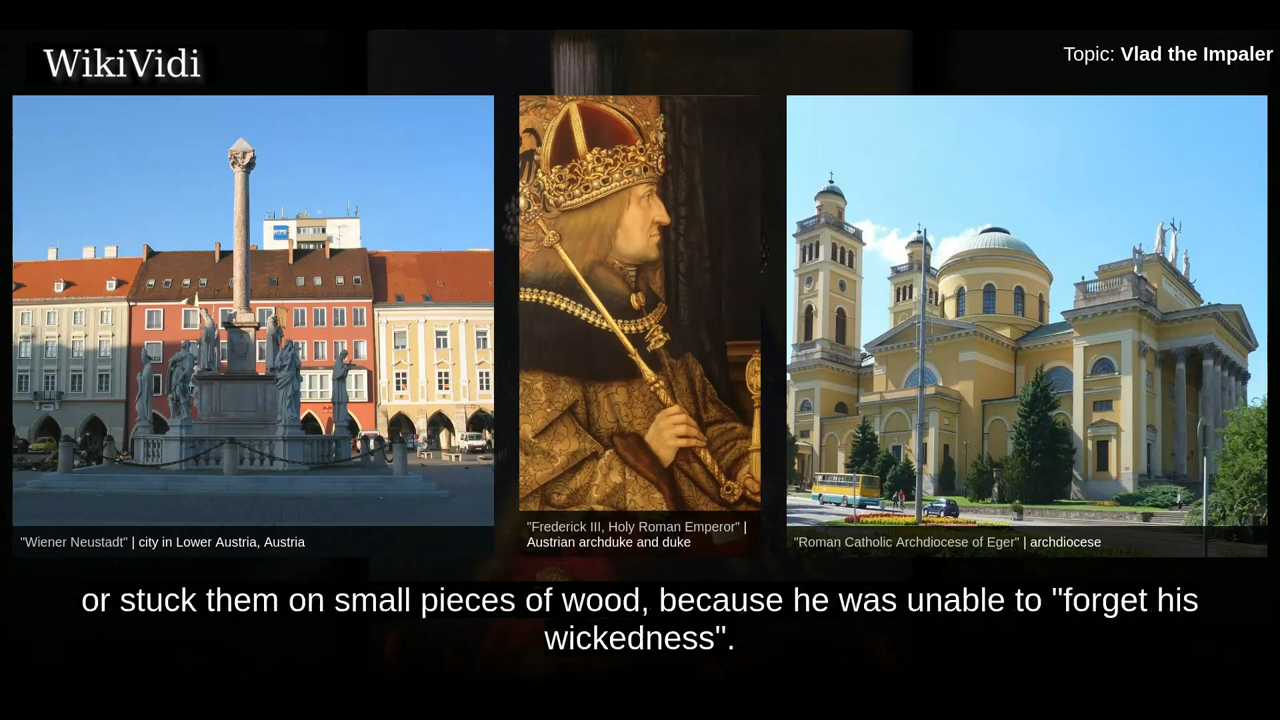 WikiVidi
Topic: Vlad the Impaler
HYPO
"Wiener Neustadt" | city in Lower Austria, Austria
"Frederick III, Holy Roman Emperor" |
Austrian archduke and duke
"Roman Catholic Archdiocese of Eger" | archdiocese
or stuck them on small pieces of wood, because he was unable to "forget his
wickedness".